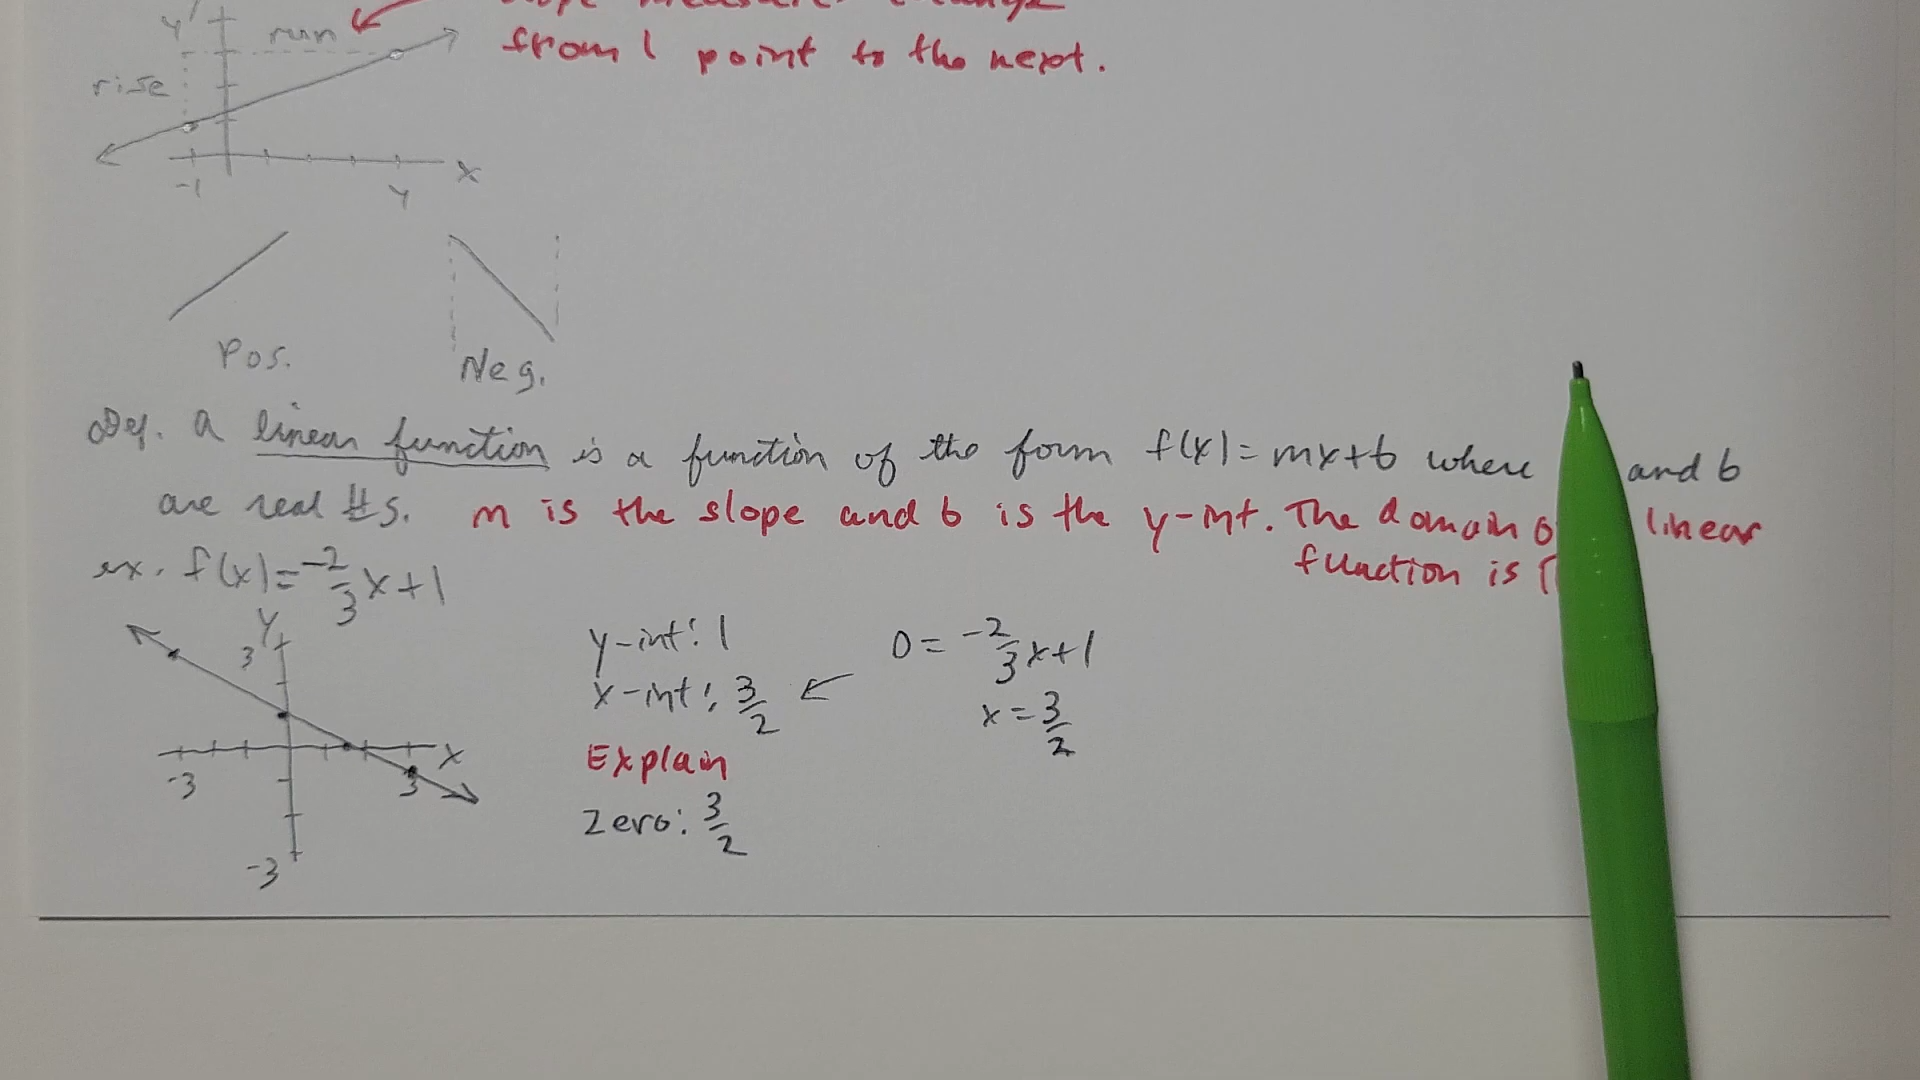 y
run
from 1 point to the next.
rise
x
-1
4
Pos.
Neg.
Def. A linear function is a function of the form f(x)=mx+b where and b
are real #s. m is the slope and b is the y-int. The domain linear
function is
ex. f(x)=-2/3x+1
y
3
-3
x
3
-3
y-int: 1
x-int: 3/2
Explain
Zero: 3/2
0=-2/3x+1
x=3/2